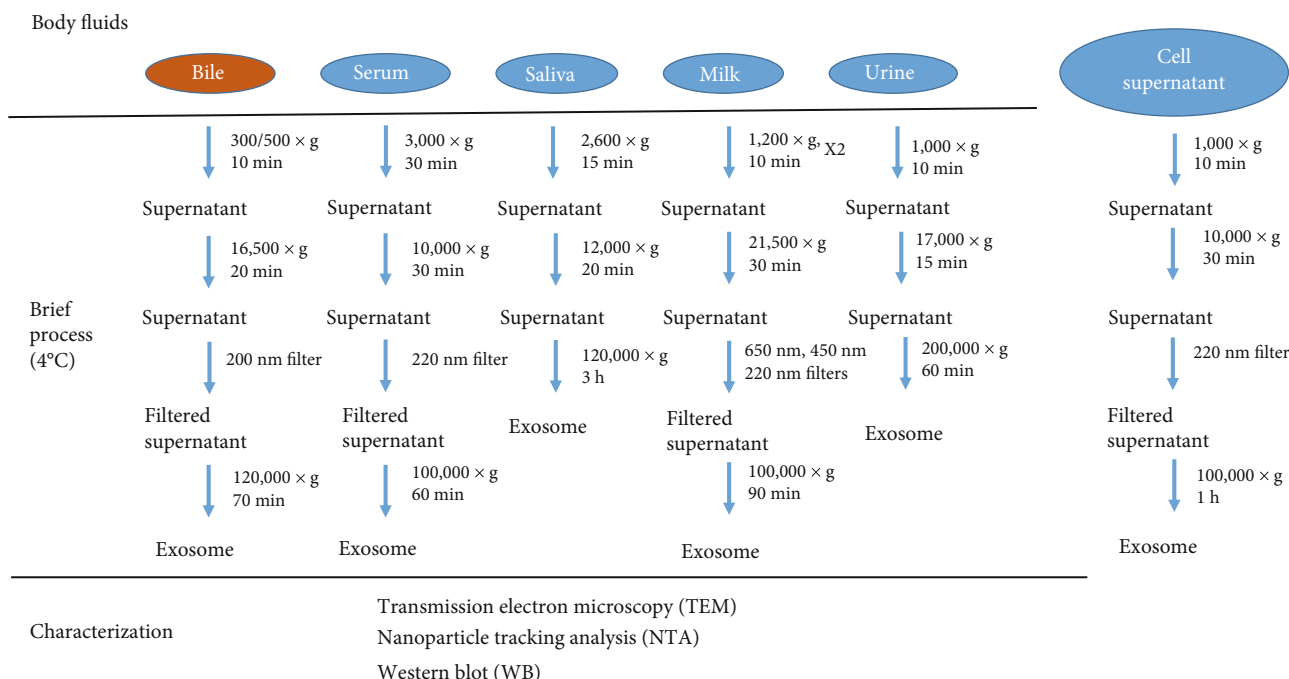 Body fluids
Bile
Serum
Saliva
Milk
Urine
Cell
supernatant
300/500 × g
10 min
3,000 × g
30 min
2,600 × g
15 min
1,200 × g, X2
10 min
1,000 × g
10 min
1,000 × g
10 min
Supernatant
Supernatant
Supernatant
Supernatant
Supernatant
Supernatant
16,500 × g
20 min
10,000 × g
30 min
12,000 × g
20 min
21,500 × g
30 min
17,000 × g
15 min
10,000 × g
30 min
Brief
process
(4°C)
Supernatant
Supernatant
Supernatant
Supernatant
Supernatant
Supernatant
200 nm filter
220 nm filter
120,000 × g
3 h
650 nm, 450 nm
220 nm filters
200,000 × g
60 min
220 nm filter
Filtered
supernatant
Filtered
supernatant
Exosome
Filtered
supernatant
Exosome
Filtered
supernatant
120,000 × g
70 min
100,000 × g
60 min
100,000 × g
90 min
100,000 × g
1 h
Exosome
Exosome
Exosome
Exosome
Characterization
Transmission electron microscopy (TEM)
Nanoparticle tracking analysis (NTA)
Western blot (WB)